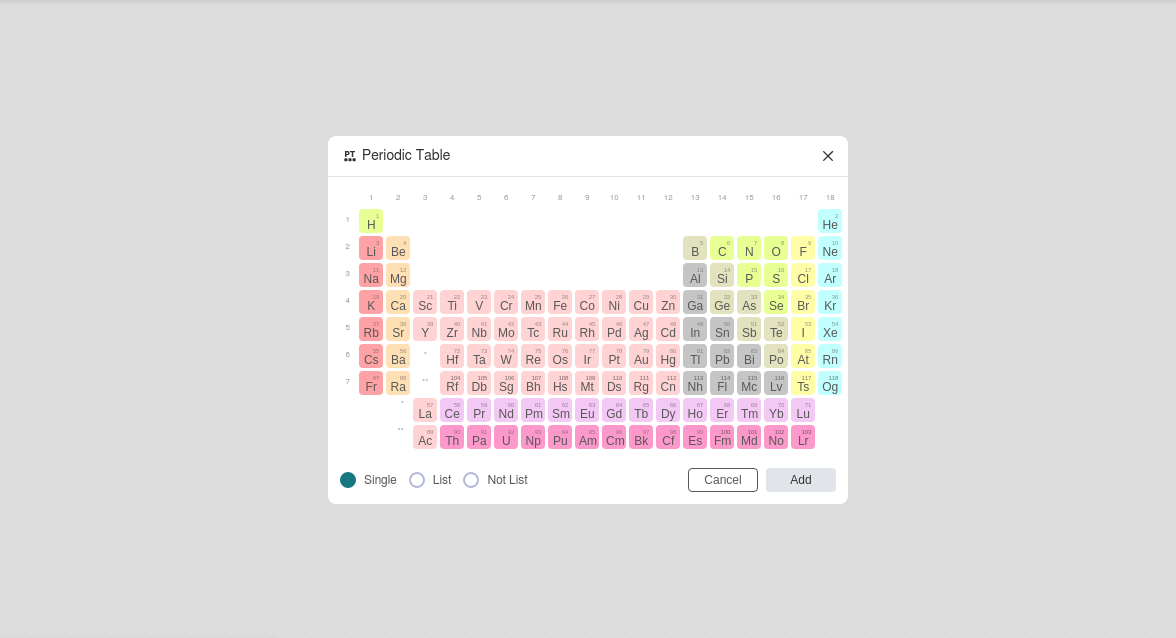 PT Periodic Table
1 2 3 4 5 6 7 8 9 10 11 12 13 14 15 16 17 18
1 1 H 2 He
2 3 Li 4 Be 5 B 6 C 7 N 8 O 9 F 10 Ne
3 11 Na 12 Mg 13 Al 14 Si 15 P 16 S 17 Cl 18 Ar
4 19 K 20 Ca 21 Sc 22 Ti 23 V 24 Cr 25 Mn 26 Fe 27 Co 28 Ni 29 Cu 30 Zn 31 Ga 32 Ge 33 As 34 Se 35 Br 36 Kr
5 37 Rb 38 Sr 39 Y 40 Zr 41 Nb 42 Mo 43 Tc 44 Ru 45 Rh 46 Pd 47 Ag 48 Cd 49 In 50 Sn 51 Sb 52 Te 53 I 54 Xe
6 55 Cs 56 Ba * 72 Hf 73 Ta 74 W 75 Re 76 Os 77 Ir 78 Pt 79 Au 80 Hg 81 Tl 82 Pb 83 Bi 84 Po 85 At 86 Rn
7 87 Fr 88 Ra ** 104 Rf 105 Db 106 Sg 107 Bh 108 Hs 109 Mt 110 Ds 111 Rg 112 Cn 113 Nh 114 Fl 115 Mc 116 Lv 117 Ts 118 Og
* 57 La 58 Ce 59 Pr 60 Nd 61 Pm 62 Sm 63 Eu 64 Gd 65 Tb 66 Dy 67 Ho 68 Er 69 Tm 70 Yb 71 Lu
** 89 Ac 90 Th 91 Pa 92 U 93 Np 94 Pu 95 Am 96 Cm 97 Bk 98 Cf 99 Es 100 Fm 101 Md 102 No 103 Lr
Single List Not List Cancel Add